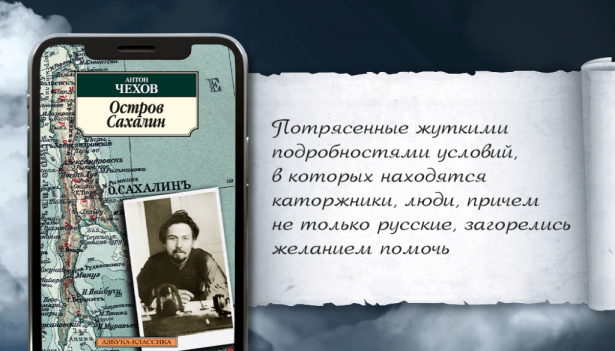 АНТОН
ЧЕХОВ
Остров
Сахалин
О.САХАЛИНЪ
АЗБУКА-КЛАССИКА
Потрясенные жуткими
подробностями условий,
в которых находятся
каторжники, люди, причем
не только русские, загорелись
желанием помочь